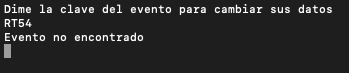 Dime la clave del evento para cambiar sus datos
RT54
Evento no encontrado